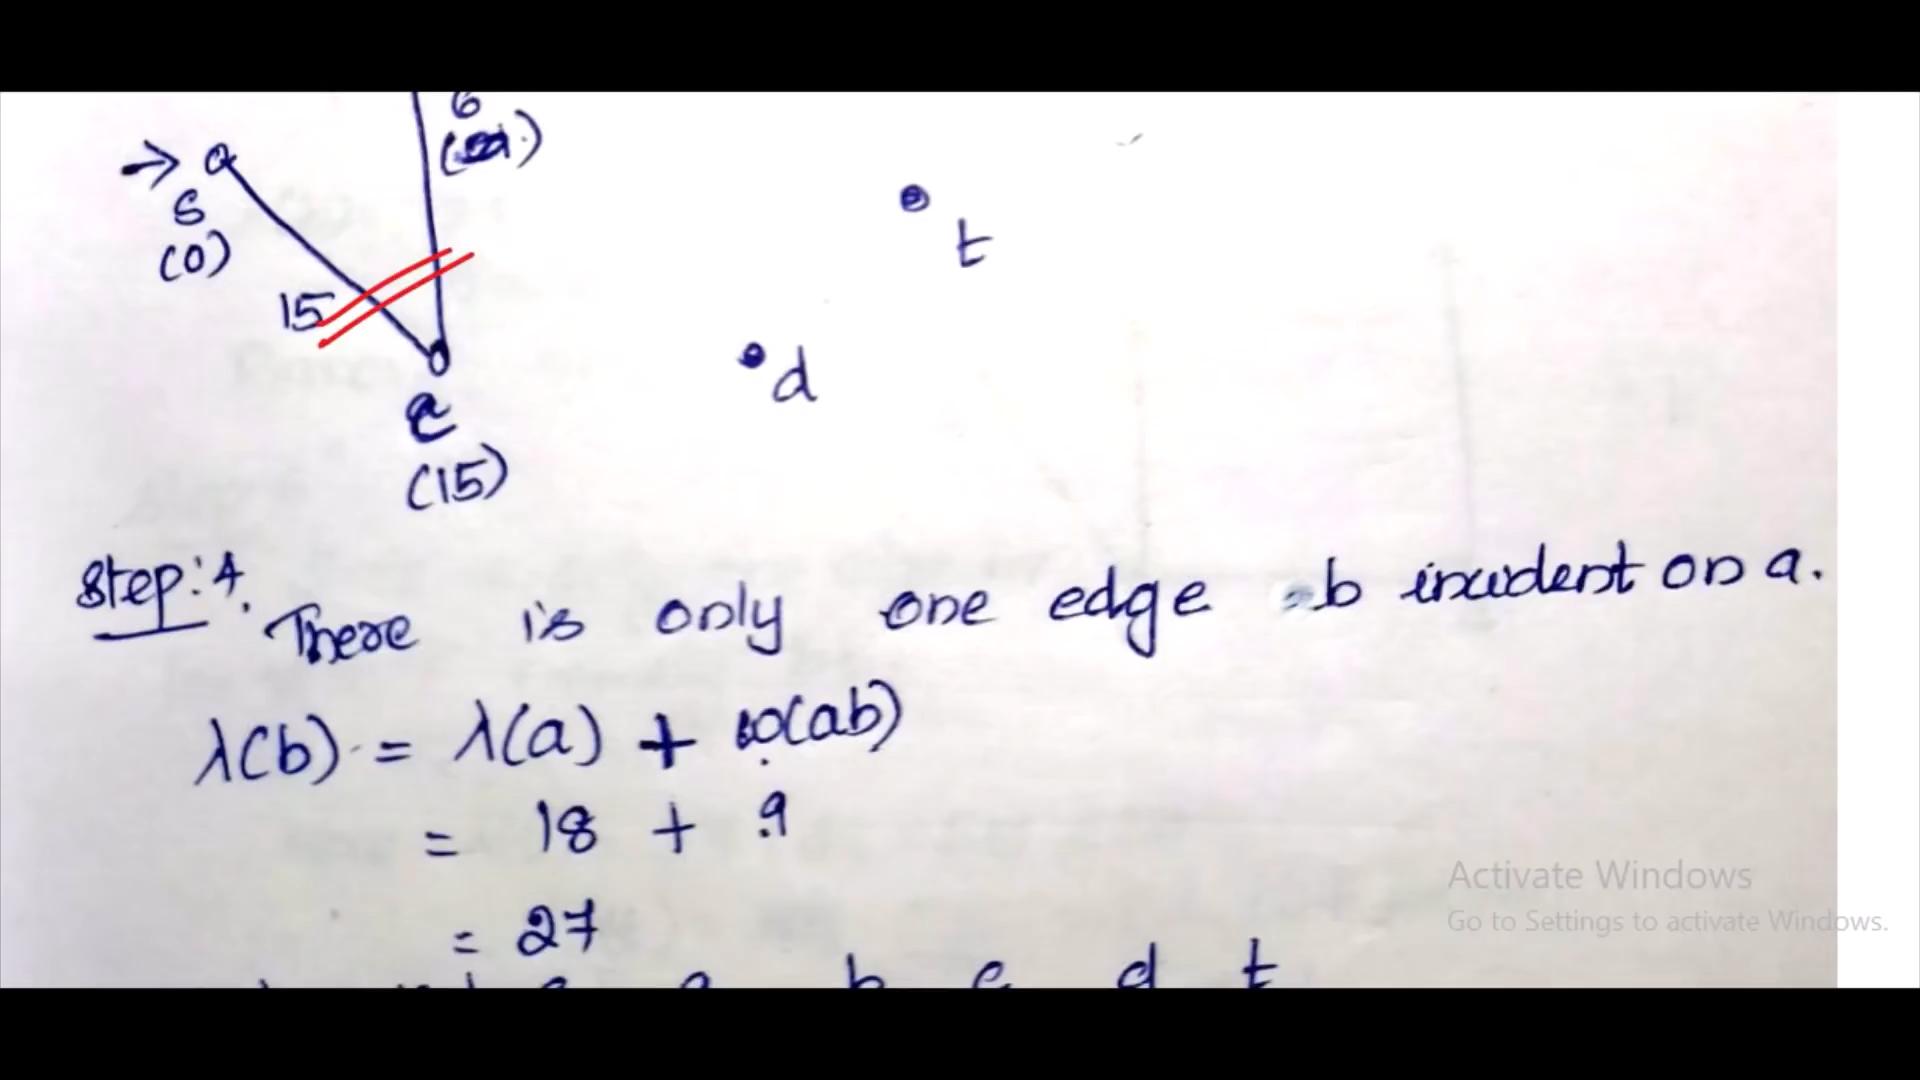 6
S
(0)
t
15
d
c
(15)
Step:4.
There is only one edge ab incident on a.
λ(b) = λ(a) + w(ab)
= 18 + 9
= 27
b c d t
Activate Windows
Go to Settings to activate Windows.